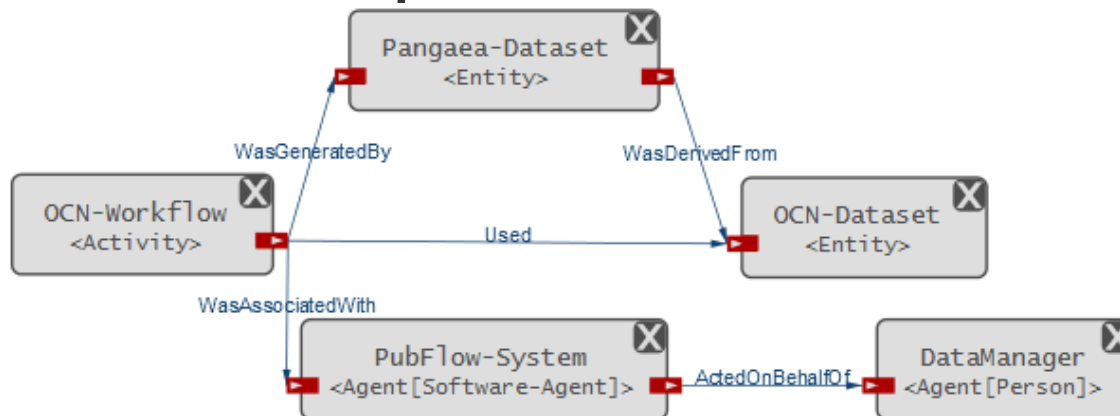 X
Pangaea-Dataset
<Entity>
WasGeneratedBy
WasDerivedFrom
X
OCN-Workflow
<Activity>
Used
X
OCN-Dataset
<Entity>
WasAssociatedWith
X
PubFlow-System
<Agent[Software-Agent]>
ActedOnBehalfOf
X
DataManager
<Agent[Person]>